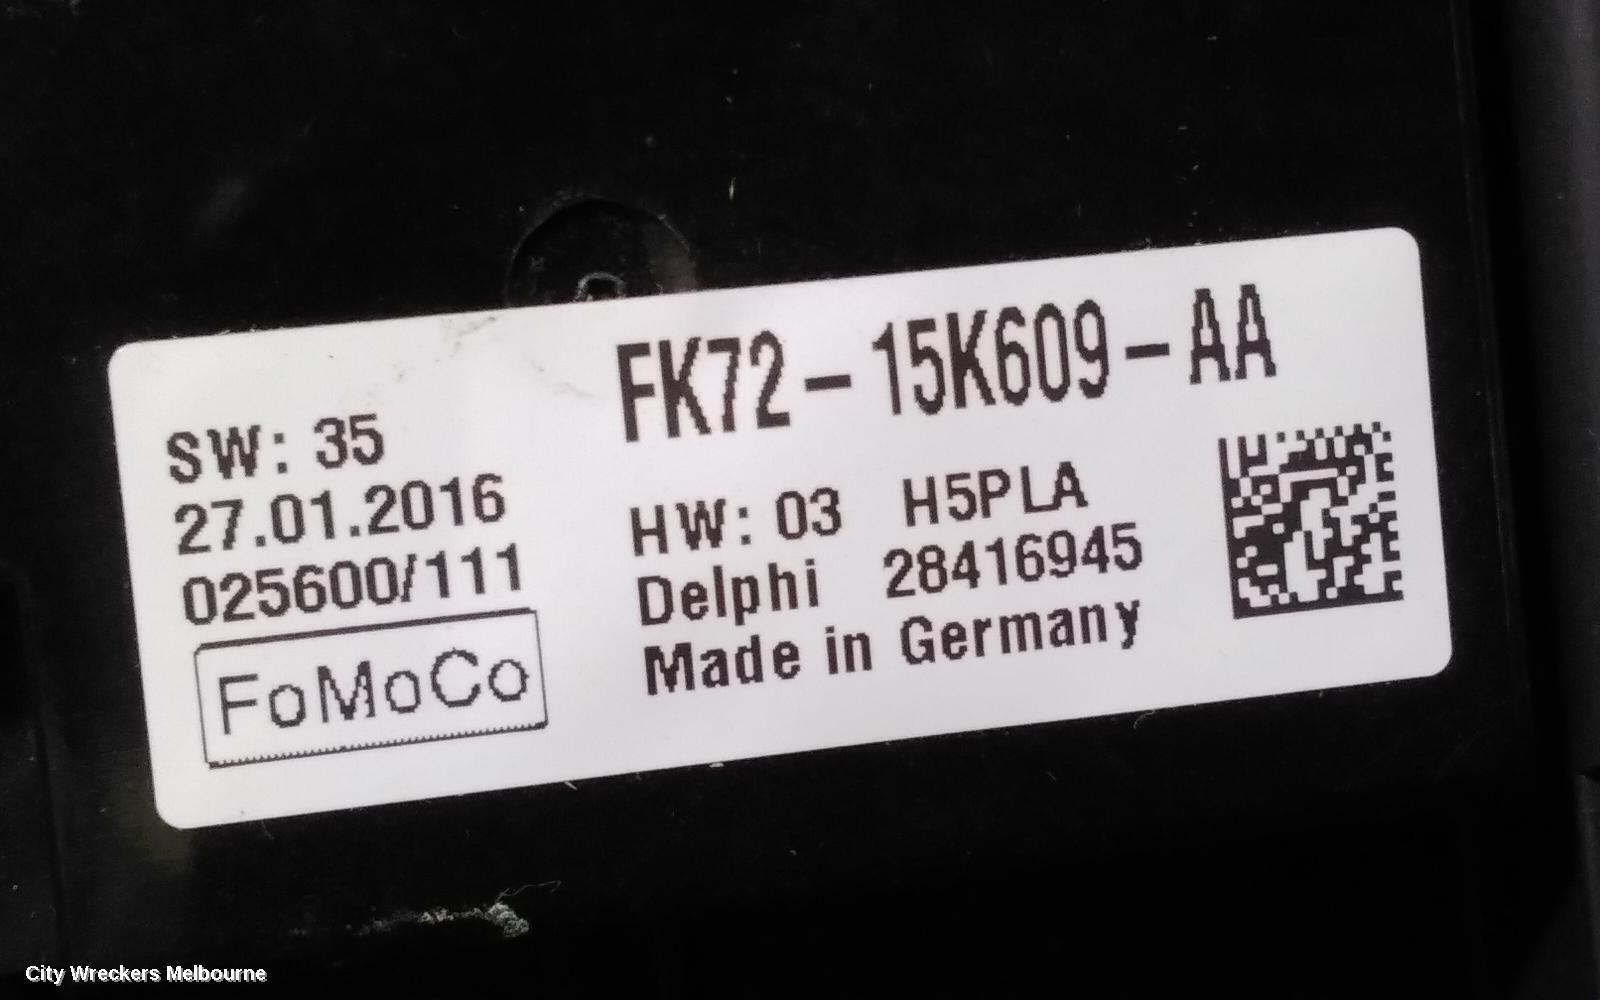 FK72-15K609-AA
SW: 35
27.01.2016
025600/111
FoMoCo
HW: 03 H5PLA
Delphi 28416945
Made in Germany
City Wreckers Melbourne